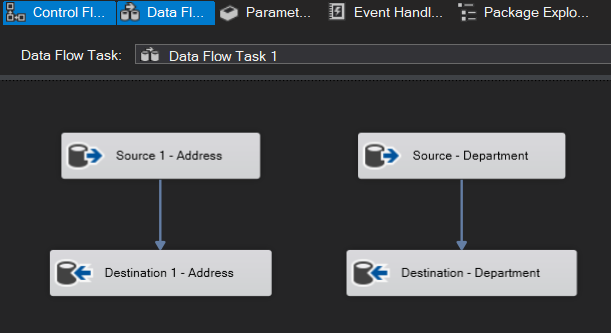 Control Fl... Data Fl... Paramet... Event Handl... Package Explo...
Data Flow Task: Data Flow Task 1
Source 1 - Address Source - Department
Destination 1 - Address Destination - Department